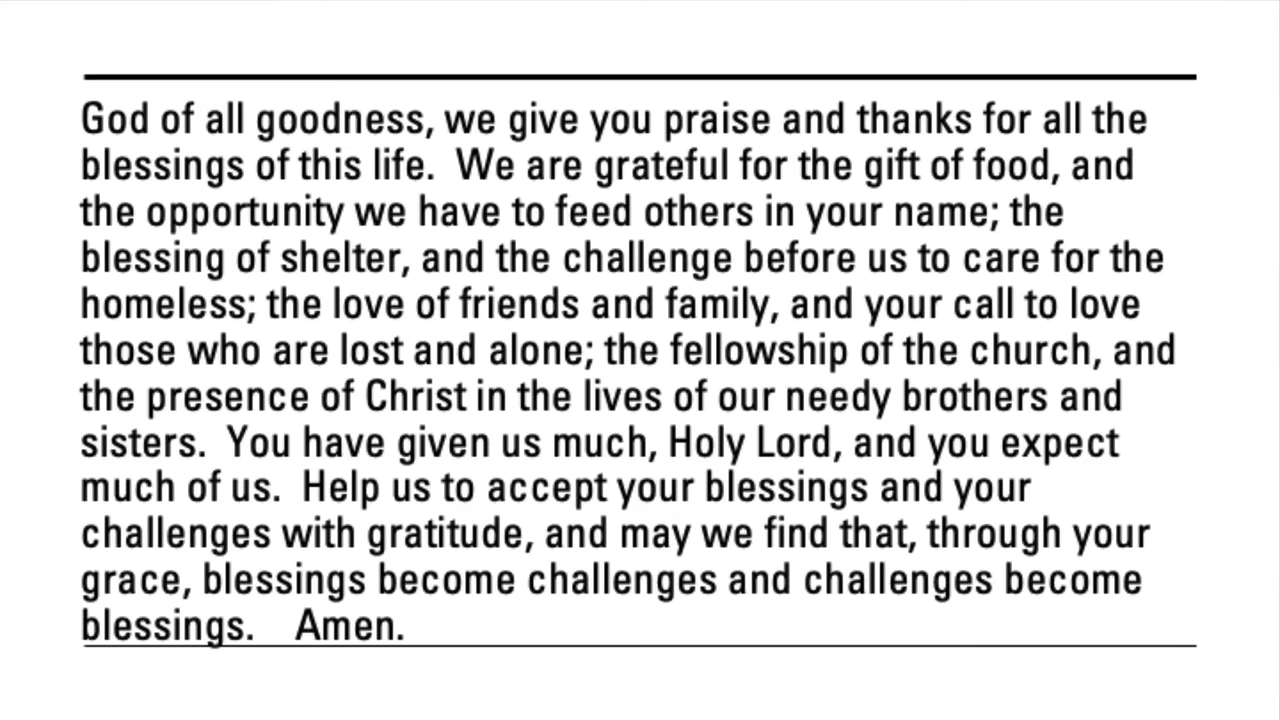 God of all goodness, we give you praise and thanks for all the
blessings of this life.  We are grateful for the gift of food, and
the opportunity we have to feed others in your name; the
blessing of shelter, and the challenge before us to care for the
homeless; the love of friends and family, and your call to love
those who are lost and alone; the fellowship of the church, and
the presence of Christ in the lives of our needy brothers and
sisters.  You have given us much, Holy Lord, and you expect
much of us.  Help us to accept your blessings and your
challenges with gratitude, and may we find that, through your
grace, blessings become challenges and challenges become
blessings.    Amen.